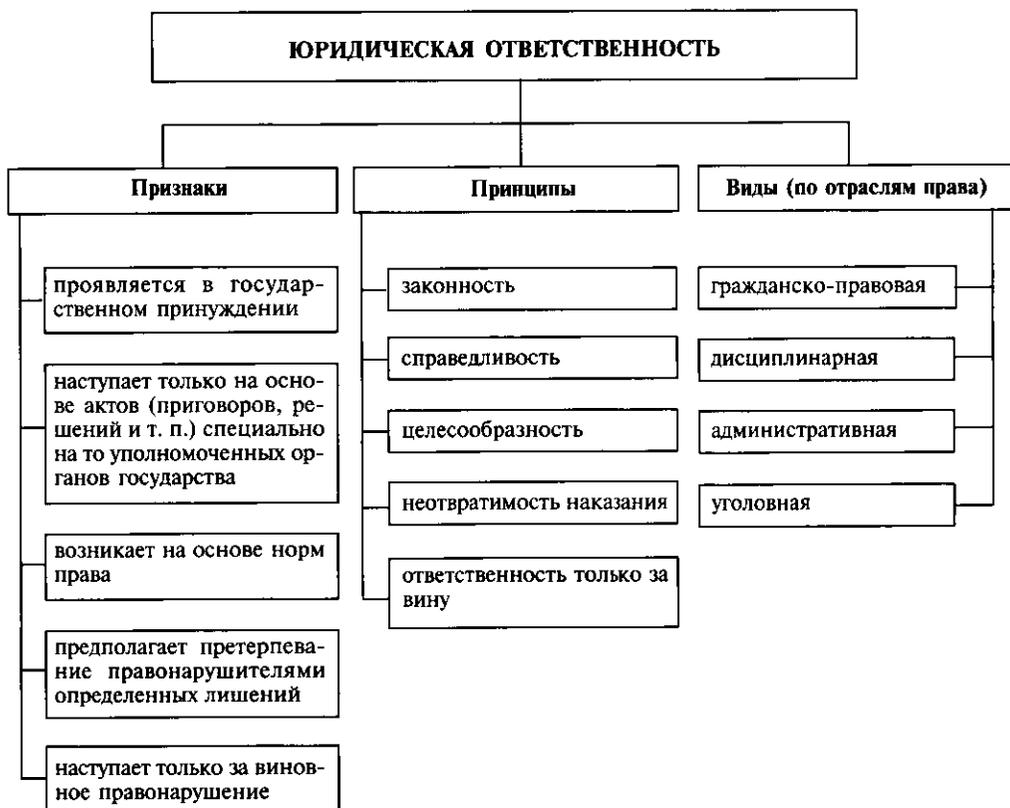 ЮРИДИЧЕСКАЯ ОТВЕТСТВЕННОСТЬ
Признаки
проявляется в государ-
ственном принуждении
наступает только на осно-
ве актов (приговоров, ре-
шений и т. п.) специально
на то уполномоченных ор-
ганов государства
возникает на основе норм
права
предполагает претерпева-
ние правонарушителями
определенных лишений
наступает только за винов-
ное правонарушение
Принципы
законность
справедливость
целесообразность
неотвратимость наказания
ответственность только за
вину
Виды (по отраслям права)
гражданско-правовая
дисциплинарная
административная
уголовная